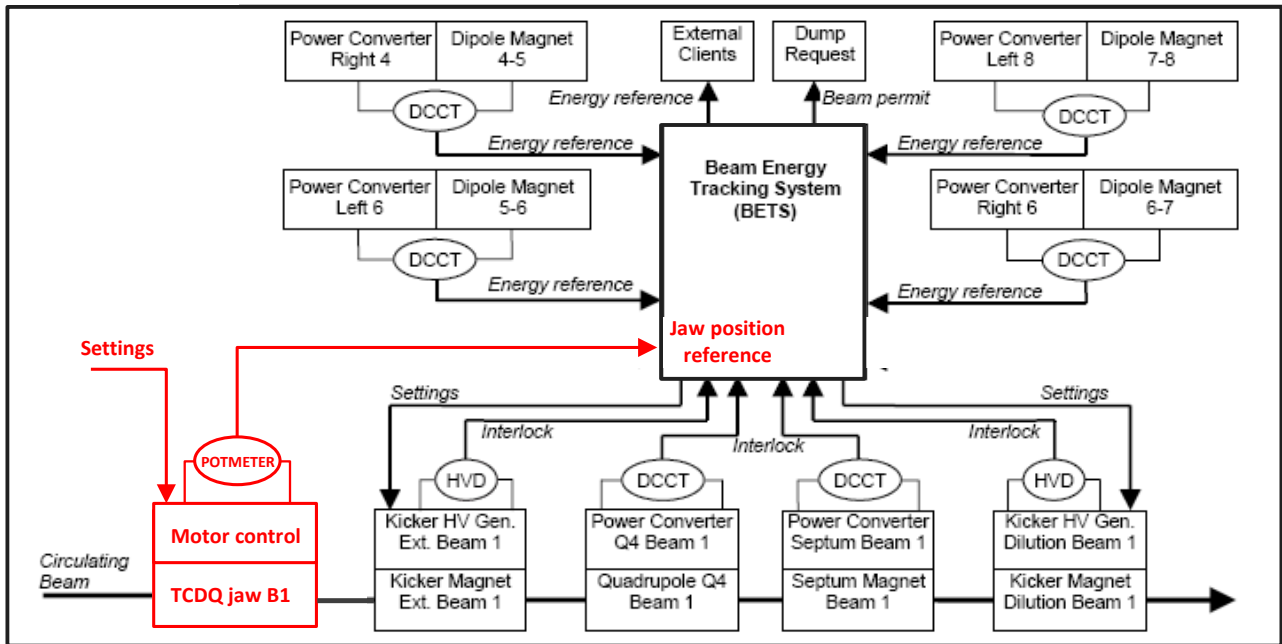 Power Converter
Right 4
Dipole Magnet
4-5
External
Clients
Dump
Request
Power Converter
Left 8
Dipole Magnet
7-8
DCCT
Energy reference
Beam permit
DCCT
Energy reference
Energy reference
Beam Energy
Tracking System
(BETS)
Power Converter
Left 6
Dipole Magnet
5-6
Power Converter
Right 6
Dipole Magnet
6-7
DCCT
DCCT
Energy reference
Energy reference
Jaw position
reference
Settings
Settings
Settings
Interlock
Interlock
Interlock
POTMETER
HVD
DCCT
DCCT
HVD
Motor control
Kicker HV Gen.
Ext. Beam 1
Power Converter
Q4 Beam 1
Power Converter
Septum Beam 1
Kicker HV Gen.
Dilution Beam 1
Circulating
Beam
TCDQ jaw B1
Kicker Magnet
Ext. Beam 1
Quadrupole Q4
Beam 1
Septum Magnet
Beam 1
Kicker Magnet
Dilution Beam 1